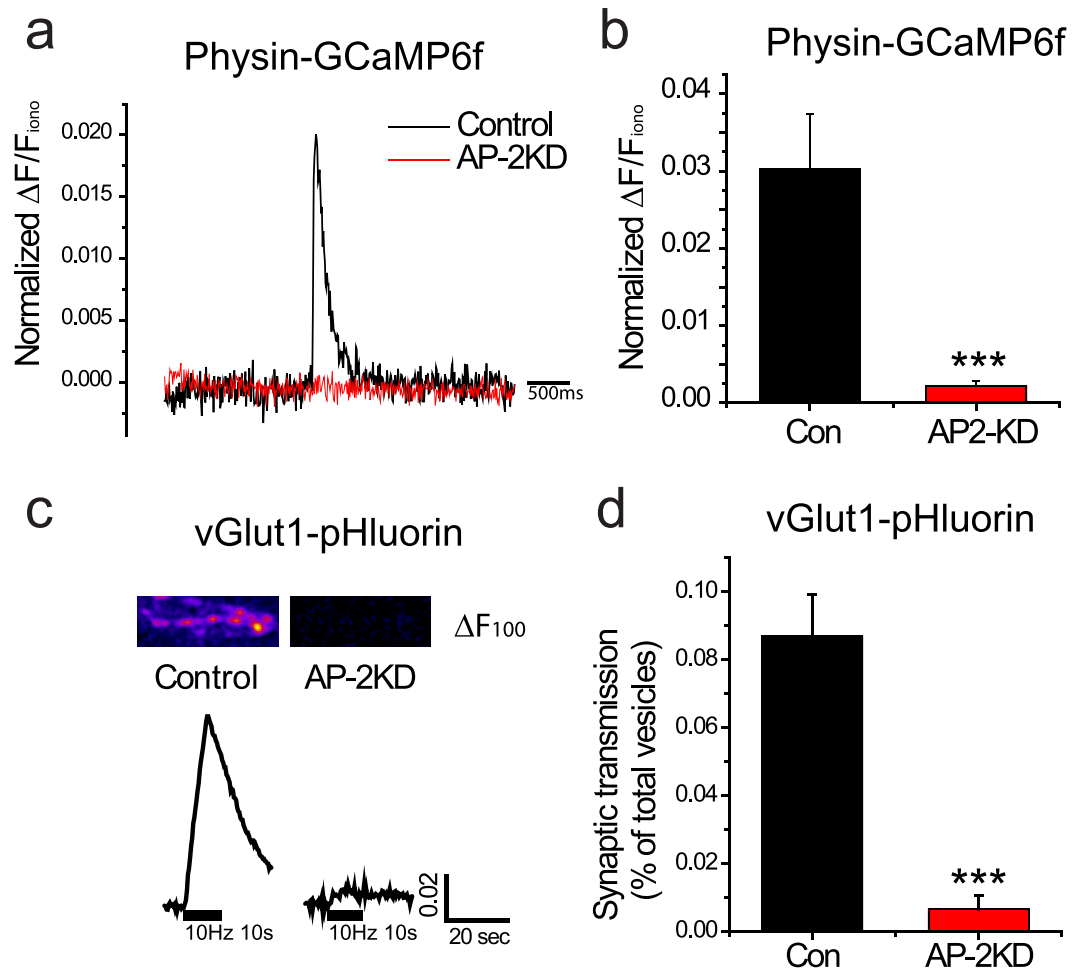 a
Physin-GCaMP6f
Normalized ΔF/Fiono
0.020
0.015
0.010
0.005
0.000
Control
AP-2KD
500ms
b
Physin-GCaMP6f
Normalized ΔF/Fiono
0.04
0.03
0.02
0.01
0.00
***
Con
AP2-KD
c
vGlut1-pHluorin
ΔF100
Control
AP-2KD
10Hz 10s
10Hz 10s
0.02
20 sec
d
vGlut1-pHluorin
Synaptic transmission
(% of total vesicles)
0.10
0.08
0.06
0.04
0.02
0.00
***
Con
AP-2KD